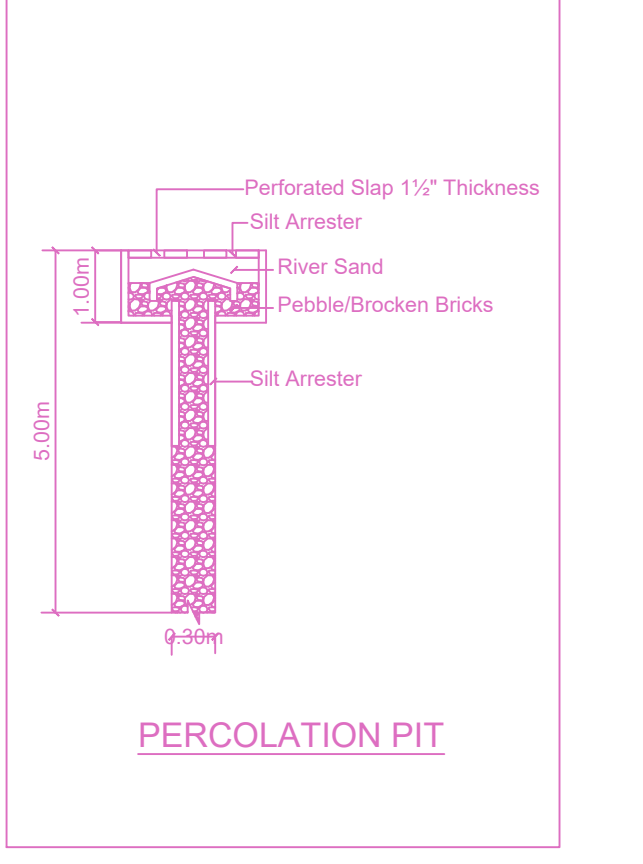 Perforated Slap 1½" Thickness
Silt Arrester
River Sand
1.00m
Pebble/Brocken Bricks
Silt Arrester
5.00m
0.30m
PERCOLATION PIT